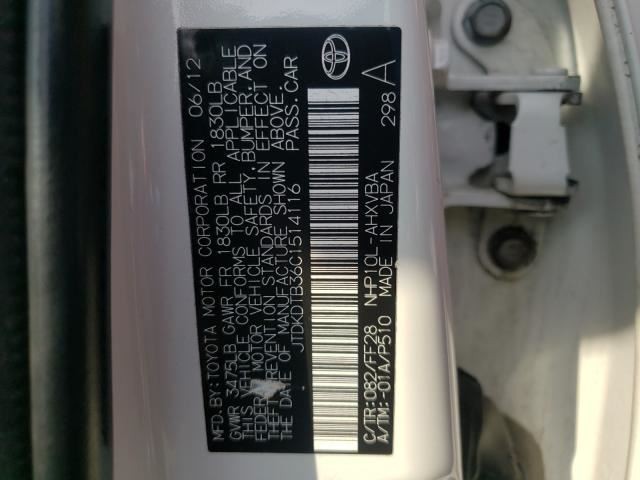 MFD.BY:TOYOTA MOTOR CORPORATION 06/12
GVWR 3475LB GAWR FR 1830LB RR 1830LB
THIS VEHICLE CONFORMS TO ALL APPLICABLE
FEDERAL MOTOR VEHICLE SAFETY, BUMPER, AND
THEFT PREVENTION STANDARDS IN EFFECT ON
THE DATE OF MANUFACTURE SHOWN ABOVE.
JTDKDTB36C1514116 PASS.CAR
C/TR:082/FF28 NHP10L-AHXVBA 298A
A/TM:-01A/P510 MADE IN JAPAN